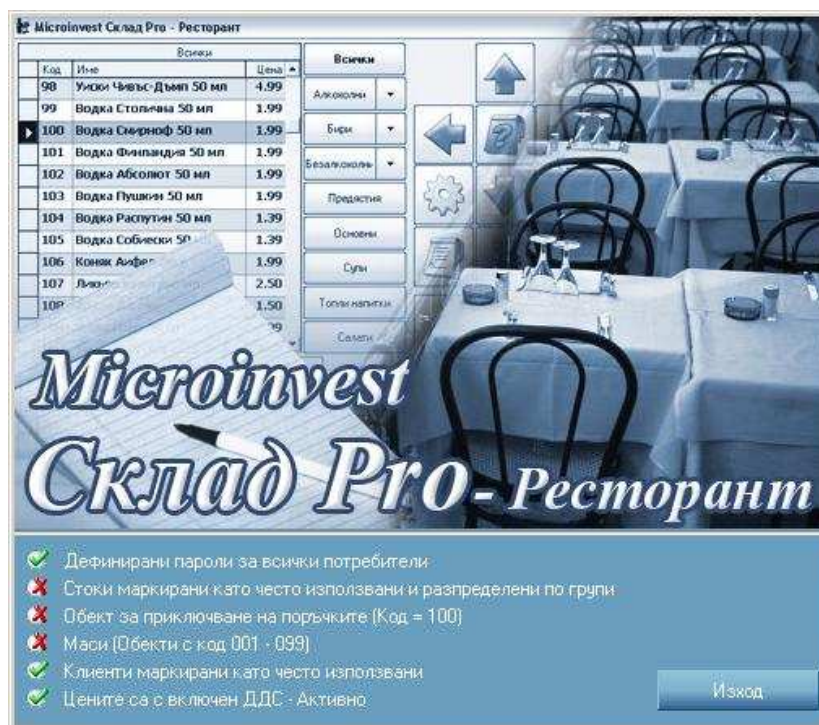 Microinvest Склад Pro - Ресторант
Всички
Код Име Цена
98 Уиски Чивъс-Дъмп 50 мл 4.99
99 Водка Столична 50 мл 1.99
100 Водка Смирноф 50 мл 1.99
101 Водка Финландия 50 мл 1.99
102 Водка Абсолют 50 мл 1.99
103 Водка Пушкин 50 мл 1.99
104 Водка Распутин 50 мл 1.39
105 Водка Собиески 50 1.39
106 Коняк 1.99
107 2.50
108 1.50
Всички
Алкохолни
Бири
Безалкохолн
Предястия
Основни
Супи
Топли напитки
Салати
Microinvest
Склад Pro - Ресторант
Дефинирани пароли за всички потребители
Стоки маркирани като често използвани и разпределени по групи
Обект за приключване на поръчките (Код = 100)
Маси (Обекти с код 001 - 099)
Клиенти маркирани като често използвани
Цените са с включен ДДС - Активно
Изход